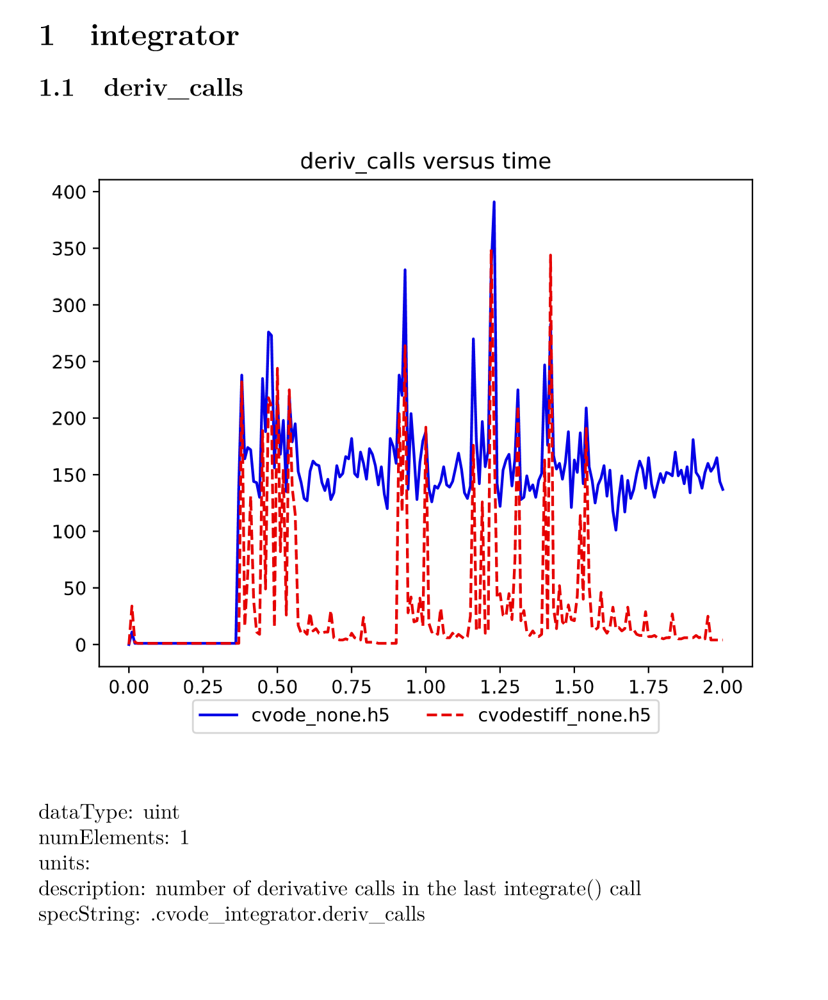 1 integrator
1.1 deriv_calls
deriv_calls versus time
400
350
300
250
200
150
100
50
0
0.00 0.25 0.50 0.75 1.00 1.25 1.50 1.75 2.00
cvode_none.h5 cvodestiff_none.h5
dataType: uint
numElements: 1
units:
description: number of derivative calls in the last integrate() call
specString: .cvode_integrator.deriv_calls